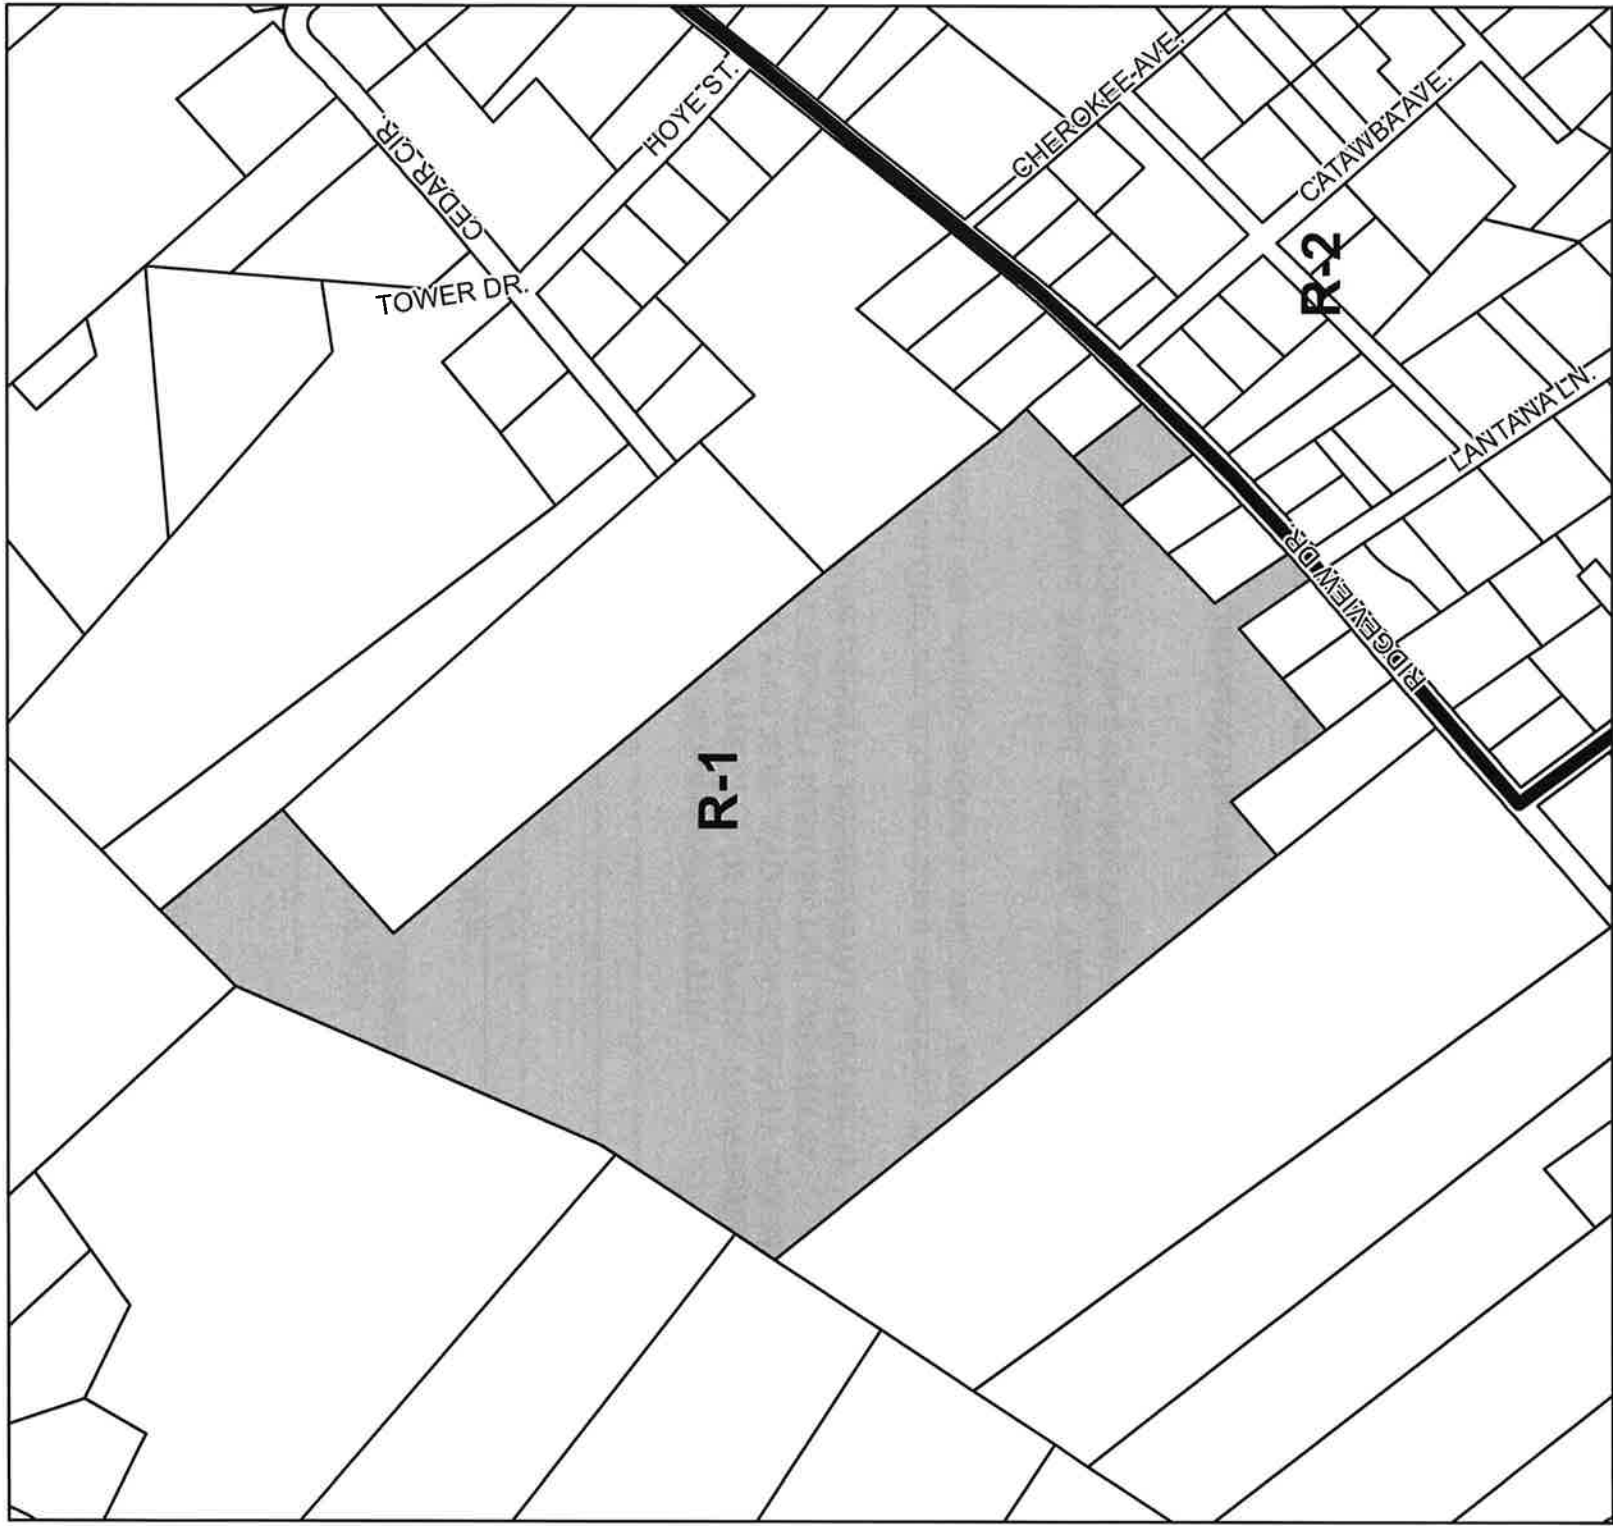 CEDAR CIR.
HOYE ST.
TOWER DR.
CHEROKEE AVE.
CATAWBA AVE.
R-2
LANTANA LN.
RIDGEVIEW DR.
R-1